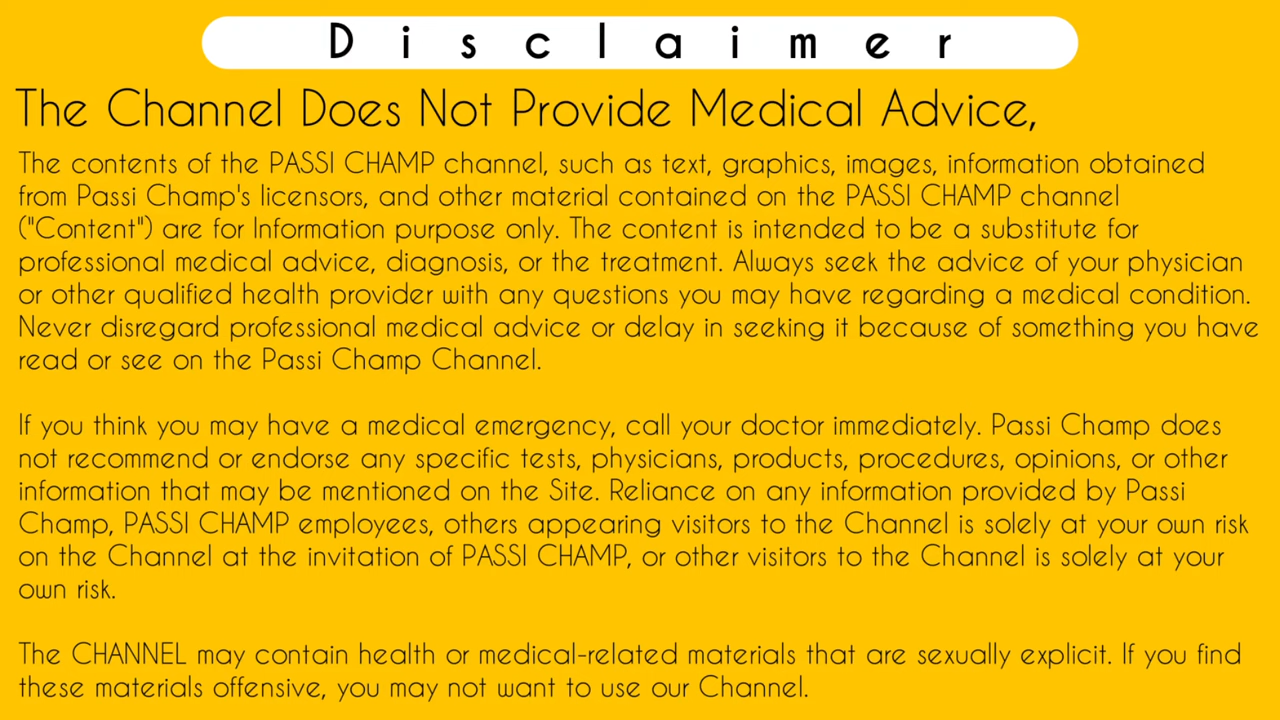 Disclaimer
The Channel Does Not Provide Medical Advice,
The contents of the PASSI CHAMP channel, such as text, graphics, images, information obtained
from Passi Champ's licensors, and other material contained on the PASSI CHAMP channel
("Content") are for Information purpose only. The content is intended to be a substitute for
professional medical advice, diagnosis, or the treatment. Always seek the advice of your physician
or other qualified health provider with any questions you may have regarding a medical condition.
Never disregard professional medical advice or delay in seeking it because of something you have
read or see on the Passi Champ Channel.
If you think you may have a medical emergency, call your doctor immediately. Passi Champ does
not recommend or endorse any specific tests, physicians, products, procedures, opinions, or other
information that may be mentioned on the Site. Reliance on any information provided by Passi
Champ, PASSI CHAMP employees, others appearing visitors to the Channel is solely at your own risk
on the Channel at the invitation of PASSI CHAMP, or other visitors to the Channel is solely at your
own risk.
The CHANNEL may contain health or medical-related materials that are sexually explicit. If you find
these materials offensive, you may not want to use our Channel.